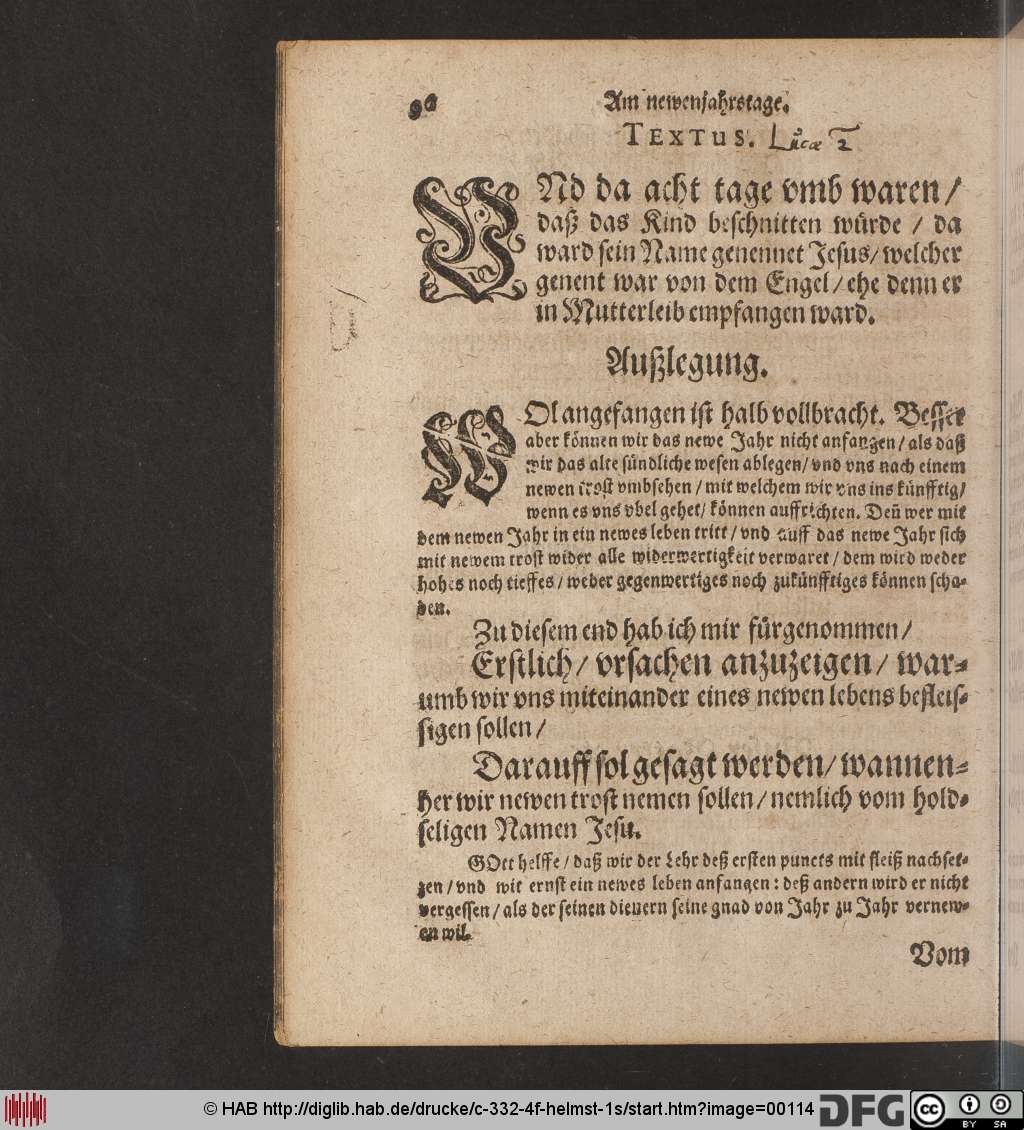 96
Am newenjahrstage.
TEXTUS. Lucæ 2
VNd da acht tage vmb waren /
daß das Kind beschnitten würde / da
ward sein Name genennet Jesus / welcher
genent war von dem Engel / ehe denn er
in Mutterleib empfangen ward.
Außlegung.
WOl angefangen ist halb vollbracht. Besser
aber können wir das newe Jahr nicht anfangen / als daß
wir das alte sündliche wesen ablegen / vnd vns nach einem
newen trost vmbsehen / mit welchem wir vns ins künfftig /
wenn es vns vbel gehet / können auffrichten. Deñ wer mit
dem newen Jahr in ein newes leben tritt / vnd auff das newe Jahr sich
mit newem trost wider alle widerwertigkeit verwaret / dem wird weder
hohes noch tieffes / weder gegenwertiges noch zukünfftiges können scha-
den.
Zu diesem end hab ich mir fürgenommen /
Erstlich / vrsachen anzuzeigen / war-
umb wir vns miteinander eines newen lebens befleis-
sigen sollen /
Darauff sol gesagt werden / wannen-
her wir newen trost nemen sollen / nemlich vom hold-
seligen Namen Jesu.
GOtt helffe / daß wir der Lehr deß ersten puncts mit fleiß nachset-
zen / vnd mit ernst ein newes leben anfangen : deß andern wird er nicht
vergessen / als der seinen dienern seine gnad von Jahr zu Jahr vernew-
en wil.
Vom
© HAB http://diglib.hab.de/drucke/c-332-4f-helmst-1s/start.htm?image=00114
DFG
cc BY SA